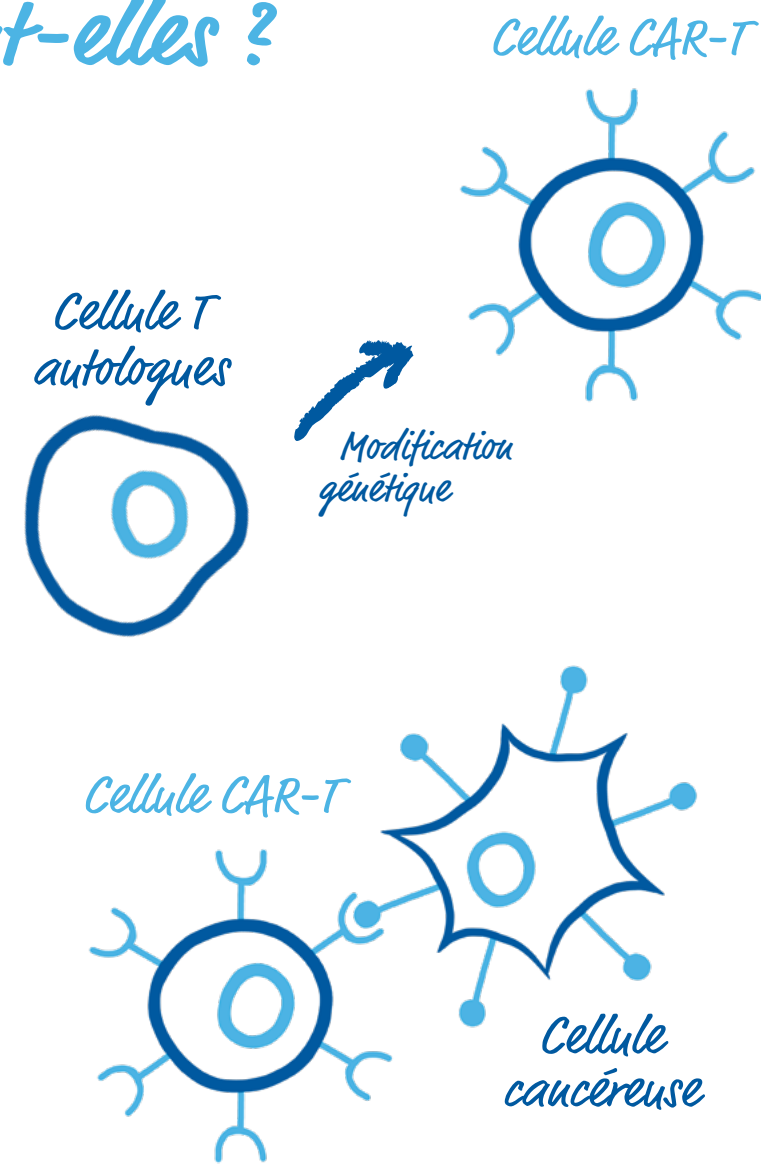 t-elles ?
Cellule CAR-T
Cellule T
autologues
Modification
génétique
Cellule CAR-T
Cellule
cancéreuse